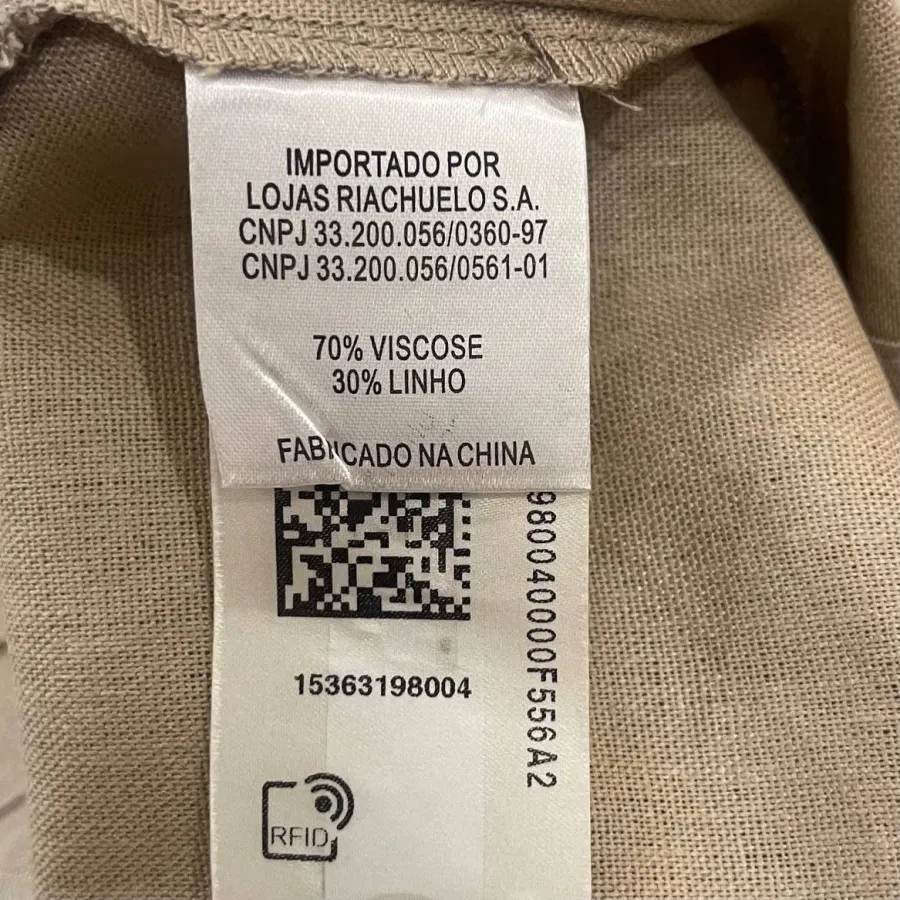 IMPORTADO POR
LOJAS RIACHUELO S.A.
CNPJ 33.200.056/0360-97
CNPJ 33.200.056/0561-01
70% VISCOSE
30% LINHO
FABRICADO NA CHINA
980040000F556A2
15363198004
RFID